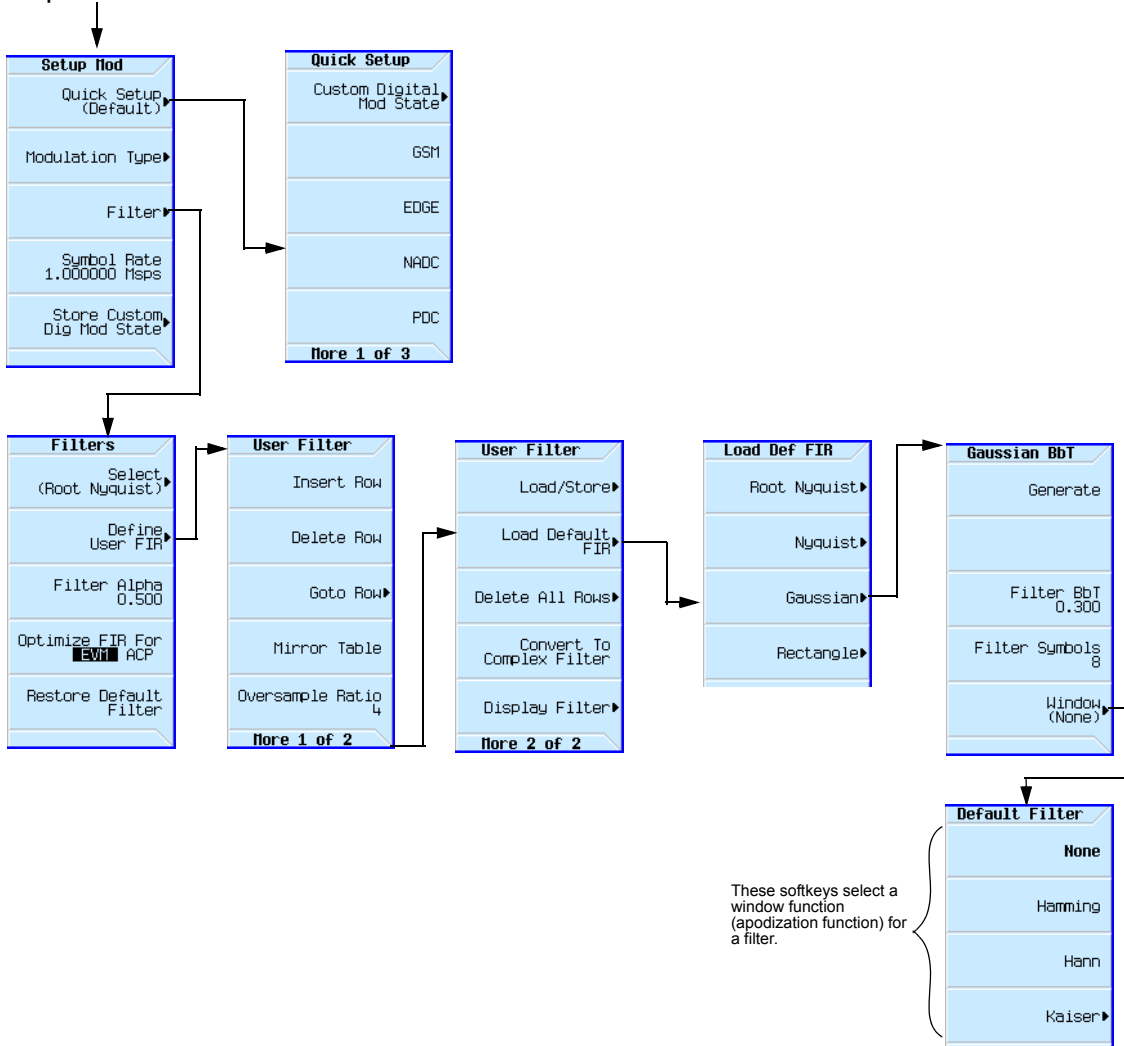 Setup Mod
Quick Setup
(Default)
Modulation Type
Filter
Symbol Rate
1.000000 Msps
Store Custom
Dig Mod State
Quick Setup
Custom Digital
Mod State
GSM
EDGE
NADC
PDC
More 1 of 3
Filters
Select
(Root Nyquist)
Define
User FIR
Filter Alpha
0.500
Optimize FIR For
EVM ACP
Restore Default
Filter
User Filter
Insert Row
Delete Row
Goto Row
Mirror Table
Oversample Ratio
4
More 1 of 2
User Filter
Load/Store
Load Default
FIR
Delete All Rows
Convert To
Complex Filter
Display Filter
More 2 of 2
Load Def FIR
Root Nyquist
Nyquist
Gaussian
Rectangle
Gaussian BbT
Generate
Filter BbT
0.300
Filter Symbols
8
Window
(None)
Default Filter
None
Hamming
Hann
Kaiser
These softkeys select a
window function
(apodization function) for
a filter.